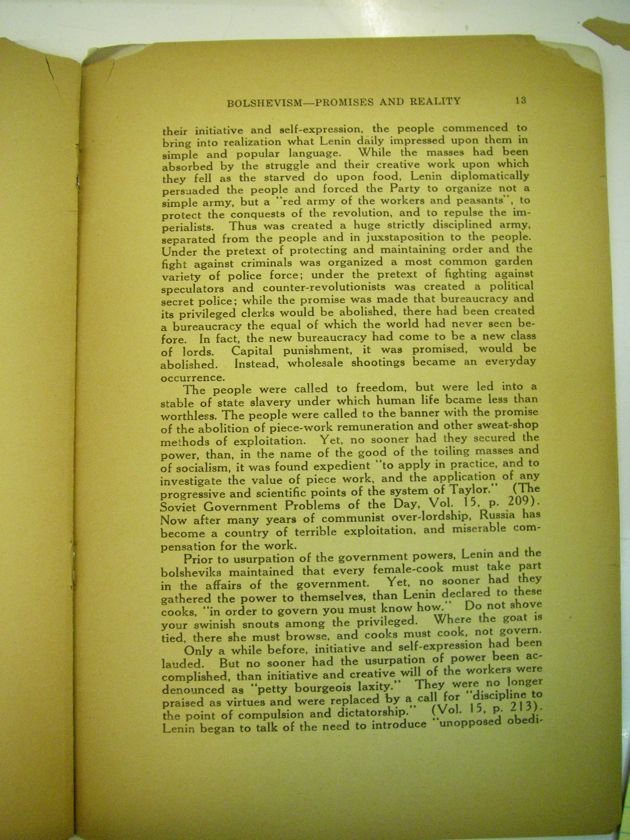 BOLSHEVISM—PROMISES AND REALITY 13
their initiative and self-expression, the people commenced to
bring into realization what Lenin daily impressed upon them in
simple and popular language. While the masses had been
absorbed by the struggle and their creative work upon which
they fell as the starved do upon food, Lenin diplomatically
persuaded the people and forced the Party to organize not a
simple army, but a "red army of the workers and peasants", to
protect the conquests of the revolution, and to repulse the im-
perialists. Thus was created a huge strictly disciplined army,
separated from the people and in juxstaposition to the people.
Under the pretext of protecting and maintaining order and the
fight against criminals was organized a most common garden
variety of police force; under the pretext of fighting against
speculators and counter-revolutionists was created a political
secret police; while the promise was made that bureaucracy and
its privileged clerks would be abolished, there had been created
a bureaucracy the equal of which the world had never seen be-
fore. In fact, the new bureaucracy had come to be a new class
of lords. Capital punishment, it was promised, would be
abolished. Instead, wholesale shootings became an everyday
occurrence.
The people were called to freedom, but were led into a
stable of state slavery under which human life bcame less than
worthless. The people were called to the banner with the promise
of the abolition of piece-work remuneration and other sweat-shop
methods of exploitation. Yet, no sooner had they secured the
power, than, in the name of the good of the toiling masses and
of socialism, it was found expedient "to apply in practice, and to
investigate the value of piece work, and the application of any
progressive and scientific points of the system of Taylor." (The
Soviet Government Problems of the Day, Vol. 15, p. 209).
Now after many years of communist over-lordship, Russia has
become a country of terrible exploitation, and miserable com-
pensation for the work.
Prior to usurpation of the government powers, Lenin and the
bolsheviks maintained that every female-cook must take part
in the affairs of the government. Yet, no sooner had they
gathered the power to themselves, than Lenin declared to these
cooks, "in order to govern you must know how." Do not shove
your swinish snouts among the privileged. Where the goat is
tied, there she must browse, and cooks must cook, not govern.
Only a while before, initiative and self-expression had been
lauded. But no sooner had the usurpation of power been ac-
complished, than initiative and creative will of the workers were
denounced as "petty bourgeois laxity." They were no longer
praised as virtues and were replaced by a call for "discipline to
the point of compulsion and dictatorship." (Vol. 15, p. 213).
Lenin began to talk of the need to introduce "unopposed obedi-